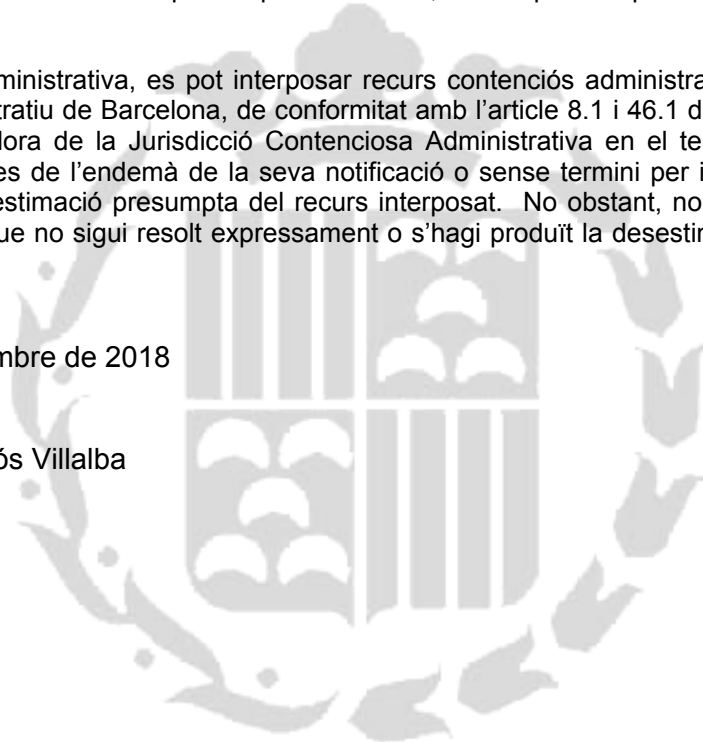 ministrativa, es pot interposar recurs contenciós administra
tratiu de Barcelona, de conformitat amb l’article 8.1 i 46.1 d
lora de la Jurisdicció Contenciosa Administrativa en el te
es de l’endemà de la seva notificació o sense termini per i
estimació presumpta del recurs interposat. No obstant, no
ue no sigui resolt expressament o s’hagi produït la desestir
mbre de 2018
ós Villalba